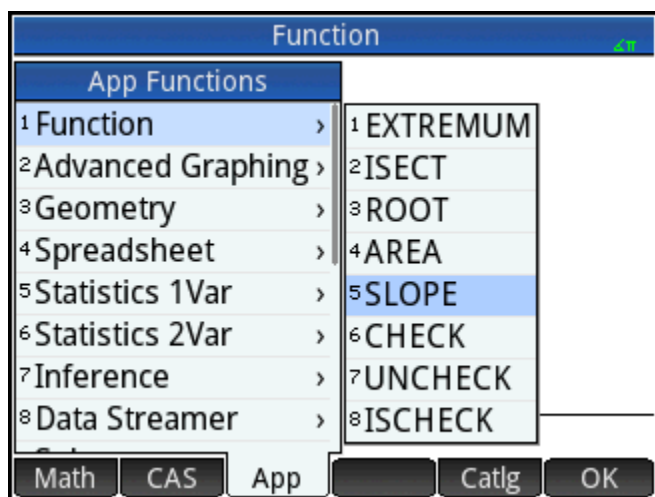 Function
∡π
App Functions
1 Function ›
2 Advanced Graphing ›
3 Geometry ›
4 Spreadsheet ›
5 Statistics 1Var ›
6 Statistics 2Var ›
7 Inference ›
8 Data Streamer ›
1 EXTREMUM
2 ISECT
3 ROOT
4 AREA
5 SLOPE
6 CHECK
7 UNCHECK
8 ISCHECK
Math CAS App Catlg OK